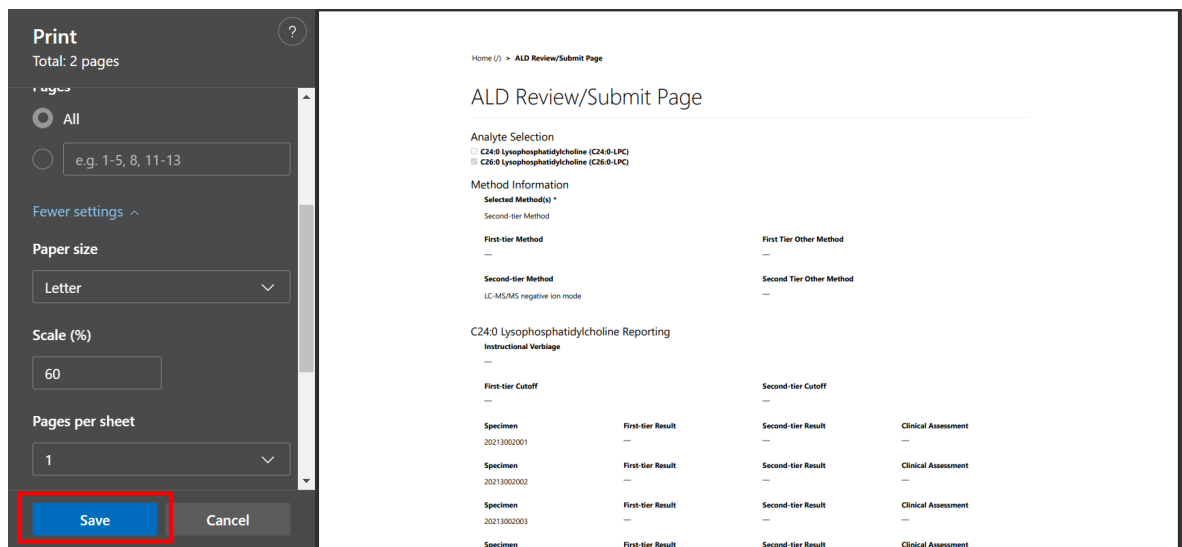 Print
?
Total: 2 pages
Pages
All
e.g. 1-5, 8, 11-13
Fewer settings
Paper size
Letter
Scale (%)
60
Pages per sheet
1
Save
Cancel
Home (/) > ALD Review/Submit Page
ALD Review/Submit Page
Analyte Selection
C24:0 Lysophosphatidylcholine (C24:0-LPC)
C26:0 Lysophosphatidylcholine (C26:0-LPC)
Method Information
Selected Method(s) *
Second-tier Method
First-tier Method First Tier Other Method
— —
Second-tier Method Second Tier Other Method
LC-MS/MS negative ion mode —
C24:0 Lysophosphatidylcholine Reporting
Instructional Verbiage
—
First-tier Cutoff Second-tier Cutoff
— —
Specimen First-tier Result Second-tier Result Clinical Assessment
20213002001 — — —
Specimen First-tier Result Second-tier Result Clinical Assessment
20213002002 — — —
Specimen First-tier Result Second-tier Result Clinical Assessment
20213002003 — — —
Specimen First-tier Result Second-tier Result Clinical Assessment